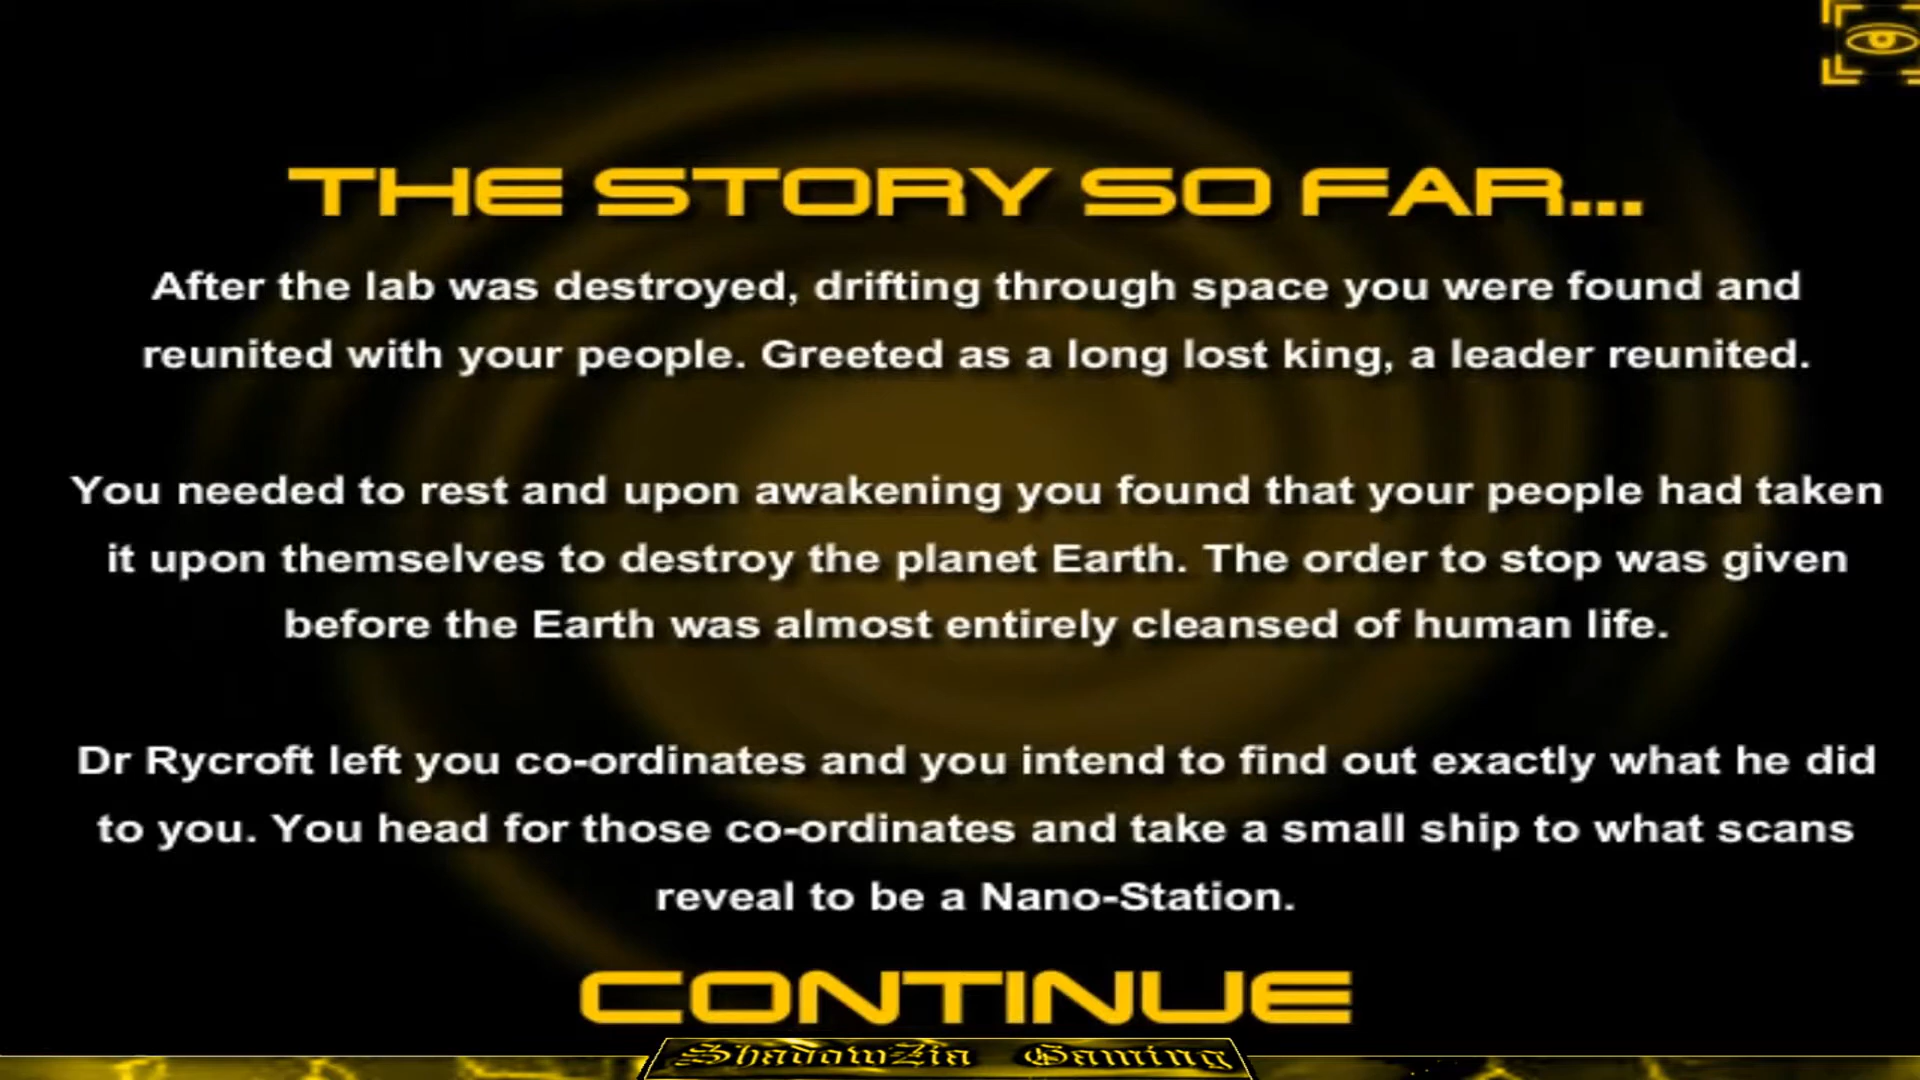 THE STORY SO FAR...
After the lab was destroyed, drifting through space you were found and
reunited with your people. Greeted as a long lost king, a leader reunited.
You needed to rest and upon awakening you found that your people had taken
it upon themselves to destroy the planet Earth. The order to stop was given
before the Earth was almost entirely cleansed of human life.
Dr Rycroft left you co-ordinates and you intend to find out exactly what he did
to you. You head for those co-ordinates and take a small ship to what scans
reveal to be a Nano-Station.
CONTINUE
ShadowZia Gaming